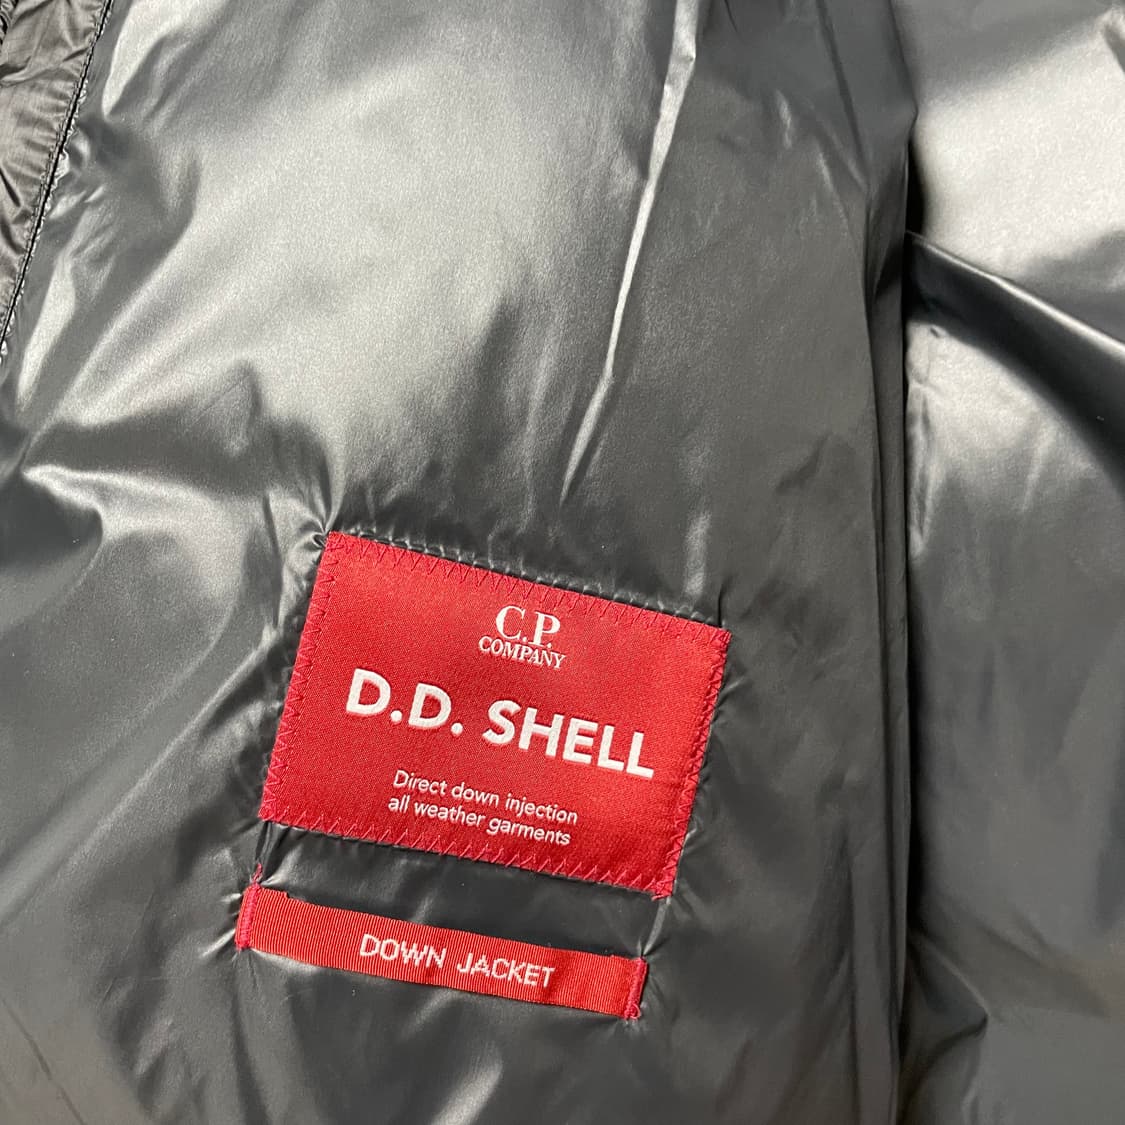 C.P.
COMPANY
D.D. SHELL
Direct down injection
all weather garments
DOWN JACKET